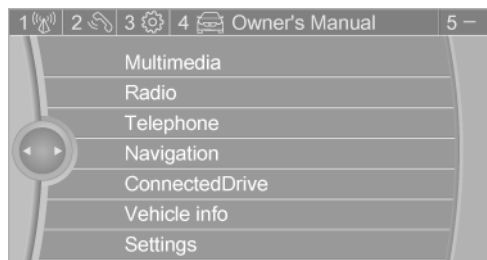 1 2 3 4 Owner's Manual 5 –
Multimedia
Radio
Telephone
Navigation
ConnectedDrive
Vehicle info
Settings